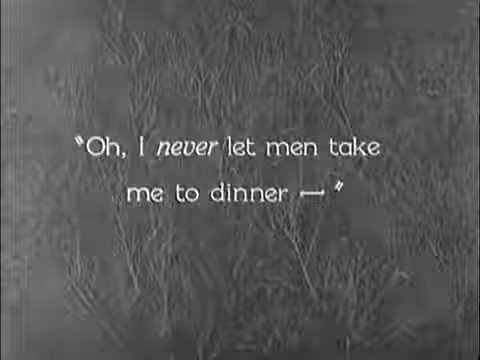 "Oh, I never let men take
me to dinner — "